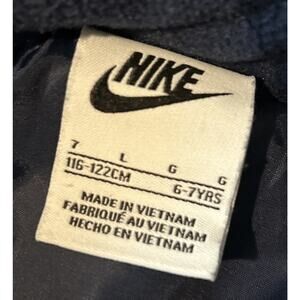 NIKE
7 L G G
116-122CM 6-7YRS
MADE IN VIETNAM
FABRIQUÉ AU VIETNAM
HECHO EN VIETNAM